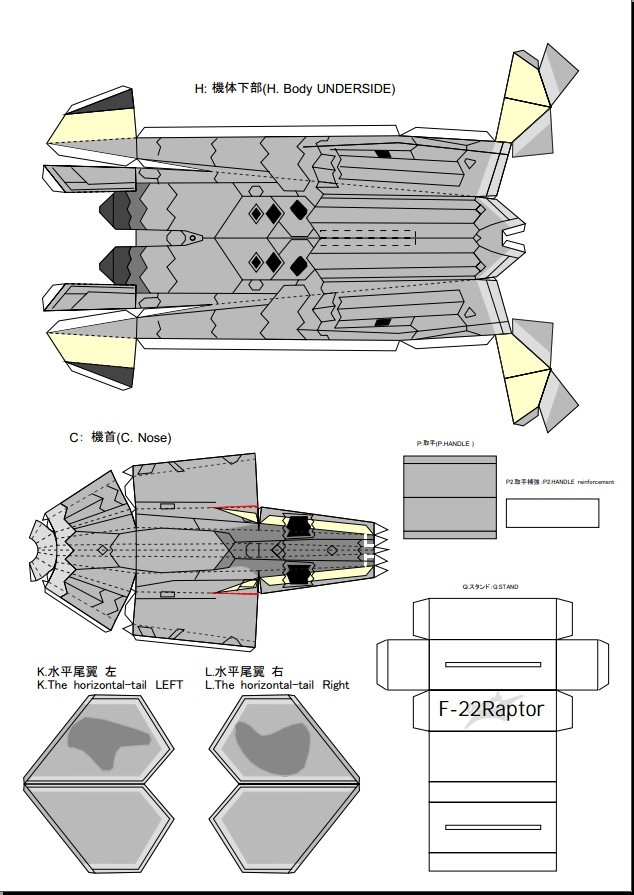 H: 機体下部(H. Body UNDERSIDE)
C: 機首(C. Nose)
P:取手(P.HANDLE )
P2.取手補強:P2.HANDLE reinforcement
Q.スタンド:Q.STAND
K.水平尾翼 左
K.The horizontal-tail LEFT
L.水平尾翼 右
L.The horizontal-tail Right
F-22Raptor